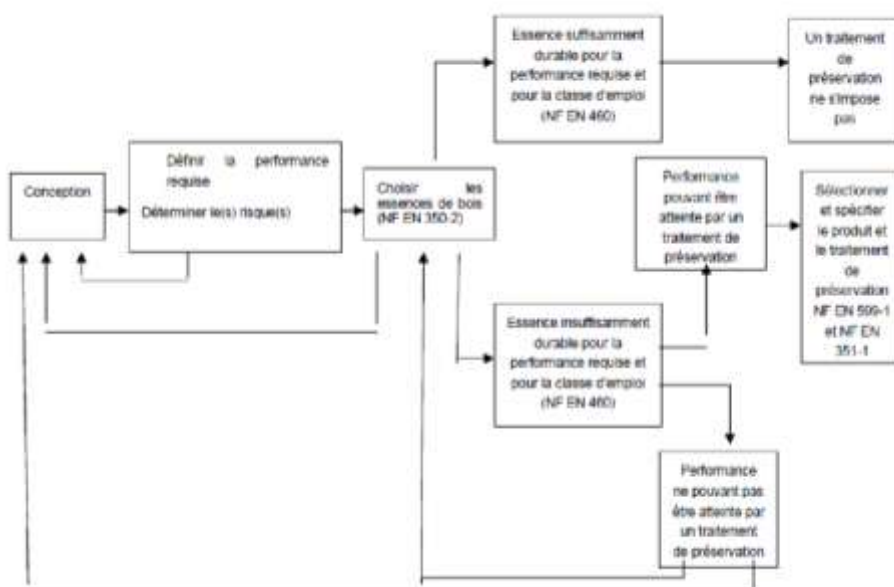 Conception
Définir la performance
requise
Déterminer le(s) risque(s)
Choisir les
essences de bois
(NF EN 350-2)
Essence suffisamment
durable pour la
performance requise et
pour la classe d'emploi
(NF EN 460)
Un traitement
de
préservation
ne s'impose
pas
Essence insuffisamment
durable pour la
performance requise et
pour la classe d'emploi
(NF EN 460)
Performance
pouvant être
atteinte par un
traitement de
préservation
Sélectionner
et spécifier
le produit et
le traitement
de
préservation
NF EN 599-1
et NF EN
351-1
Performance
ne pouvant pas
être atteinte par
un traitement
de préservation